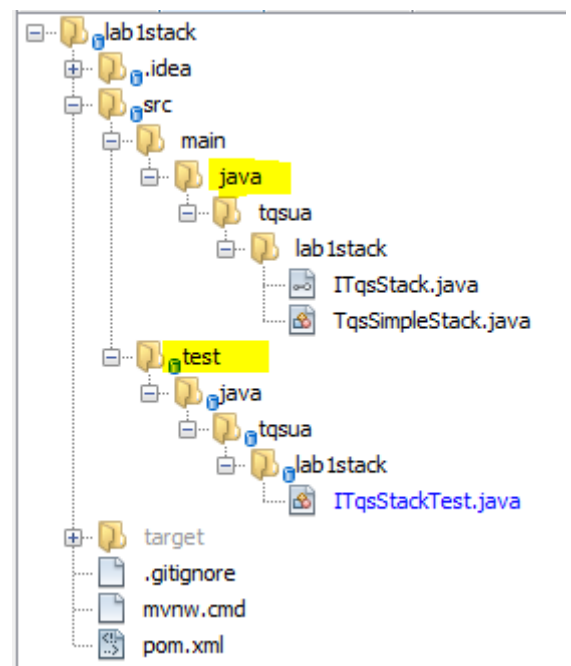 lab1stack
.idea
src
main
java
tqsua
lab1stack
ITqsStack.java
TqsSimpleStack.java
test
java
tqsua
lab1stack
ITqsStackTest.java
target
.gitignore
mvnw.cmd
pom.xml